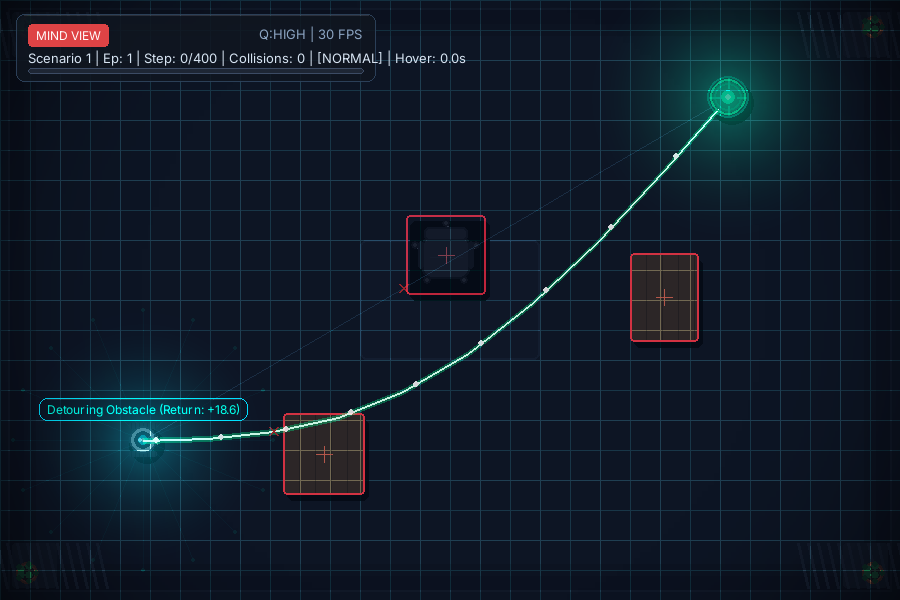 MIND VIEW
Q:HIGH | 30 FPS
Scenario 1 | Ep: 1 | Step: 0/400 | Collisions: 0 | [NORMAL] | Hover: 0.0s
Detouring Obstacle (Return: +18.6)